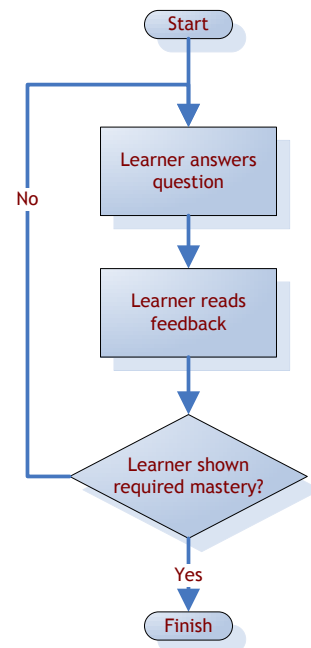 Start
Learner answers
question
No
Learner reads
feedback
Learner shown
required mastery?
Yes
Finish